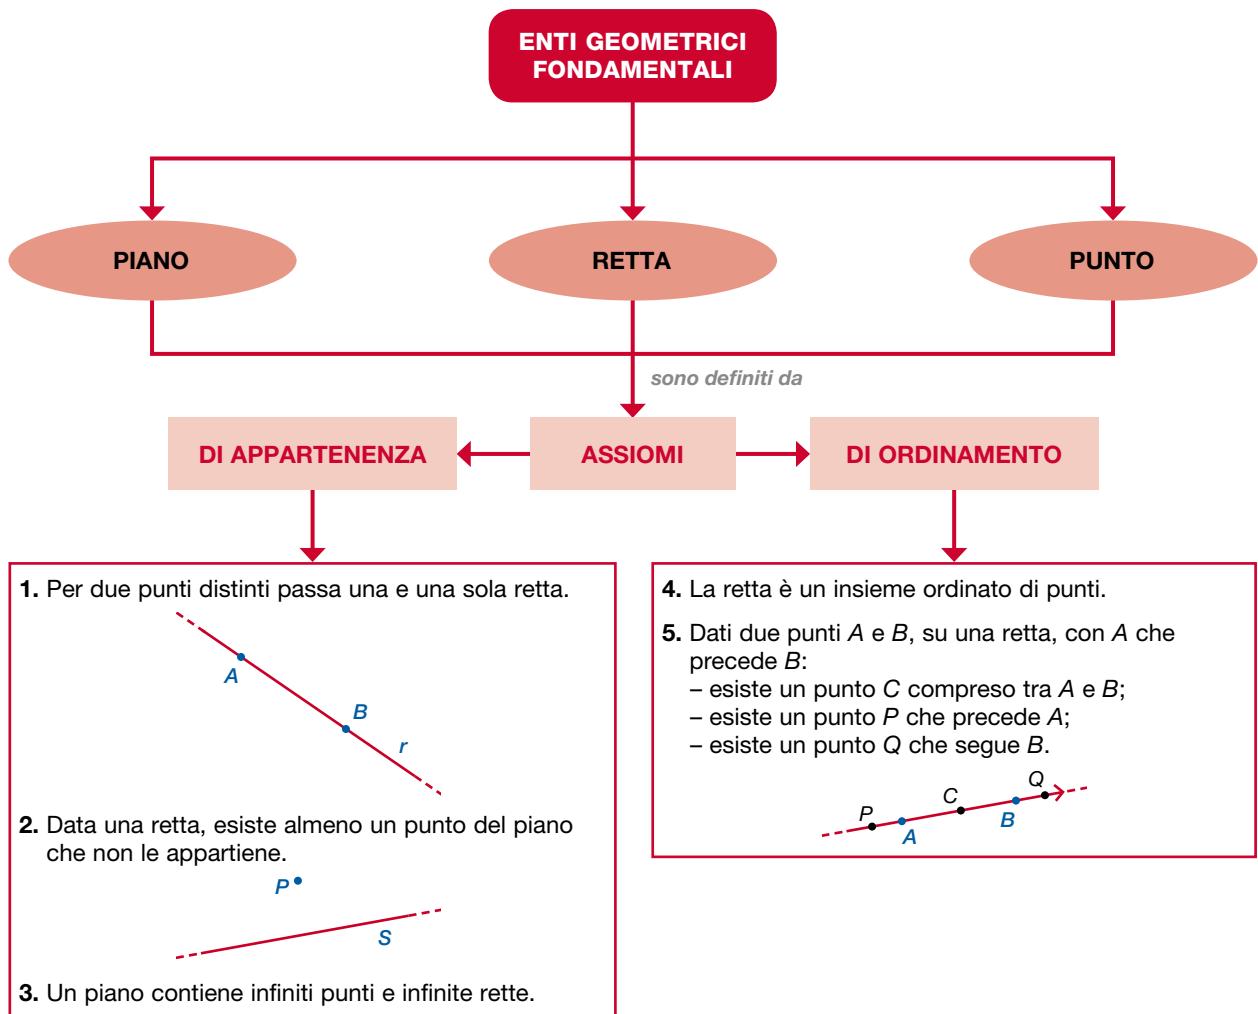 ENTI GEOMETRICI
FONDAMENTALI
PIANO
RETTA
PUNTO
sono definiti da
DI APPARTENENZA
ASSIOMI
DI ORDINAMENTO
1. Per due punti distinti passa una e una sola retta.
A
B
r
2. Data una retta, esiste almeno un punto del piano
che non le appartiene.
P
S
3. Un piano contiene infiniti punti e infinite rette.
4. La retta è un insieme ordinato di punti.
5. Dati due punti A e B, su una retta, con A che
precede B:
– esiste un punto C compreso tra A e B;
– esiste un punto P che precede A;
– esiste un punto Q che segue B.
P
A
C
B
Q